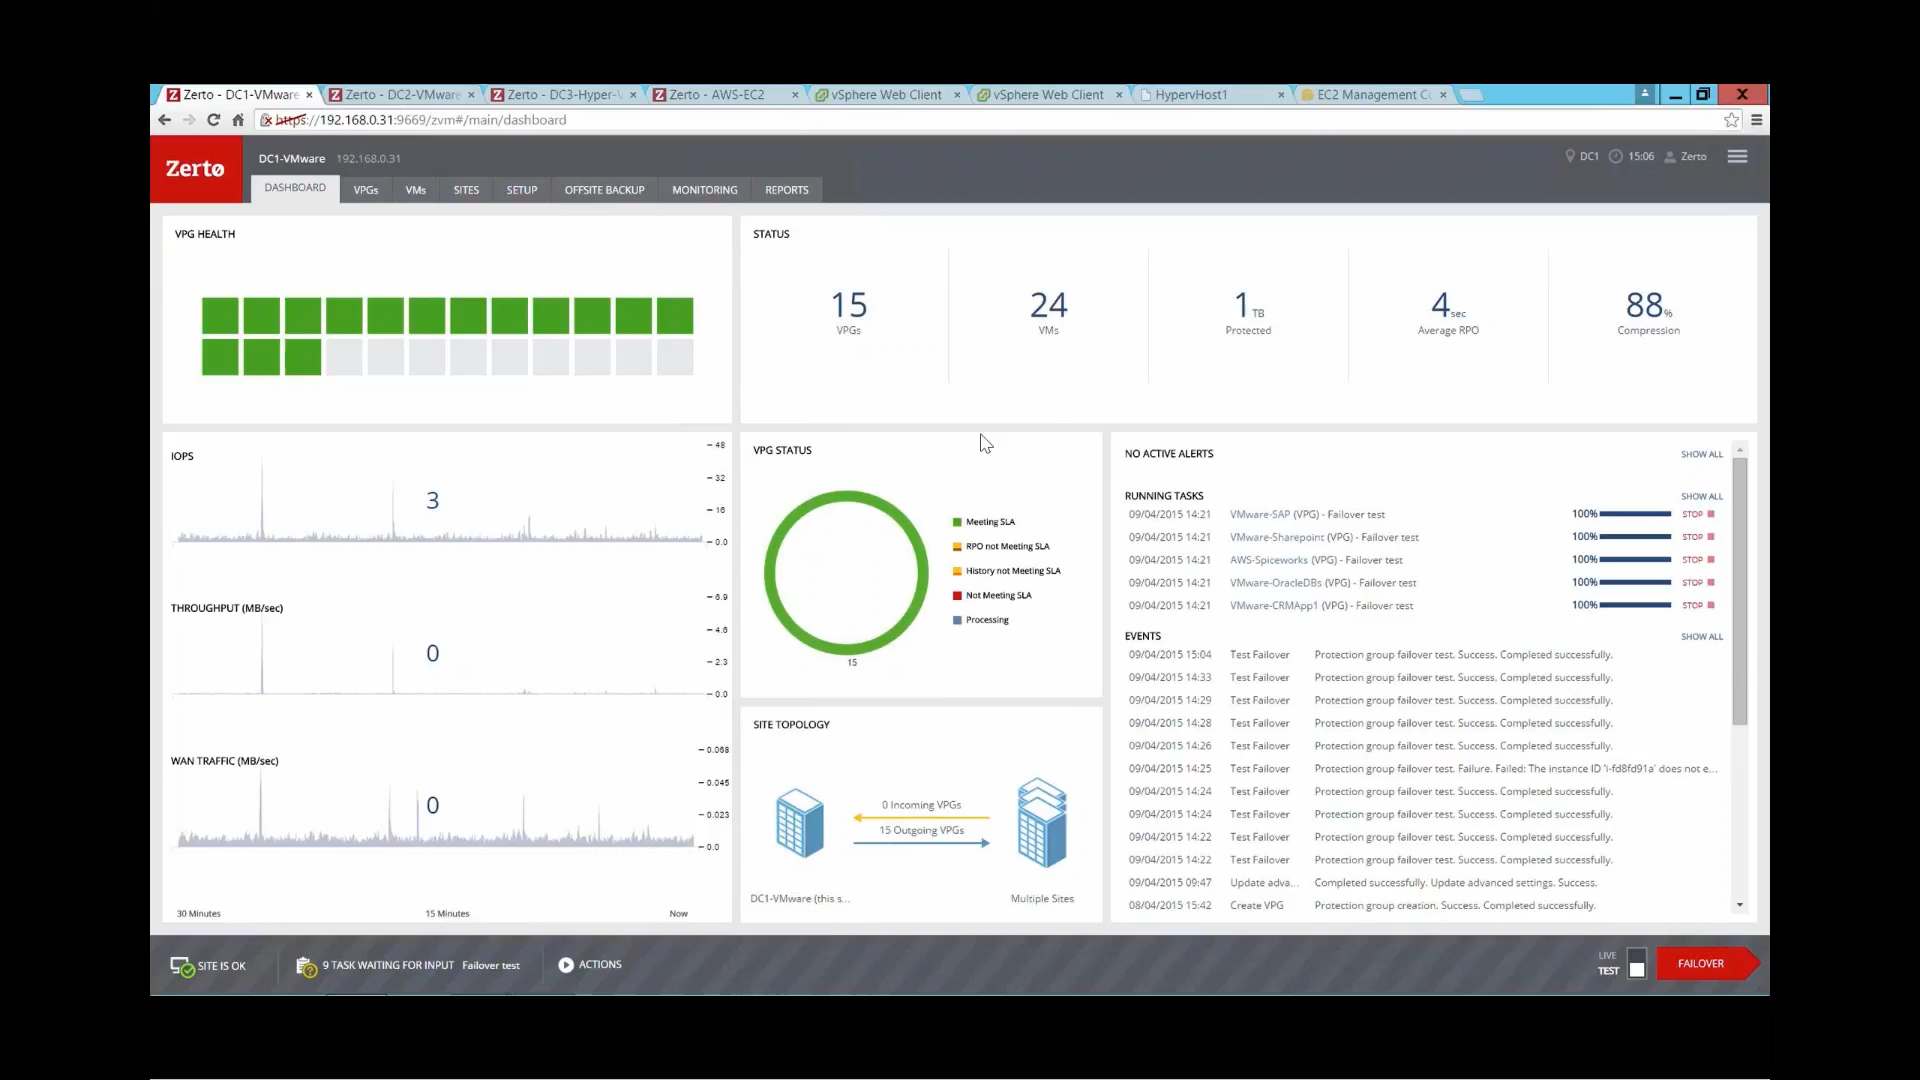 Zerto - DC1-VMware
Zerto - DC2-VMware
Zerto - DC3-Hyper-V
Zerto - AWS-EC2
vSphere Web Client
vSphere Web Client
HypervHost1
EC2 Management Co
https://192.168.0.31:9669/zvm#/main/dashboard
Zerto
DC1-VMware 192.168.0.31
DC1 15:06 Zerto
DASHBOARD VPGs VMs SITES SETUP OFFSITE BACKUP MONITORING REPORTS
VPG HEALTH
STATUS
15 VPGs
24 VMs
1 TB Protected
4 sec Average RPO
88% Compression
IOPS
48
32
16
0.0
3
THROUGHPUT (MB/sec)
6.9
4.6
2.3
0.0
0
WAN TRAFFIC (MB/sec)
0.068
0.045
0.023
0.0
0
30 Minutes 15 Minutes Now
VPG STATUS
Meeting SLA
RPO not Meeting SLA
History not Meeting SLA
Not Meeting SLA
Processing
15
SITE TOPOLOGY
0 Incoming VPGs
15 Outgoing VPGs
DC1-VMware (this s...
Multiple Sites
NO ACTIVE ALERTS SHOW ALL
RUNNING TASKS SHOW ALL
09/04/2015 14:21 VMware-SAP (VPG) - Failover test 100% STOP
09/04/2015 14:21 VMware-Sharepoint (VPG) - Failover test 100% STOP
09/04/2015 14:21 AWS-Spiceworks (VPG) - Failover test 100% STOP
09/04/2015 14:21 VMware-OracleDBs (VPG) - Failover test 100% STOP
09/04/2015 14:21 VMware-CRMApp1 (VPG) - Failover test 100% STOP
EVENTS SHOW ALL
09/04/2015 15:04 Test Failover Protection group failover test. Success. Completed successfully.
09/04/2015 14:33 Test Failover Protection group failover test. Success. Completed successfully.
09/04/2015 14:29 Test Failover Protection group failover test. Success. Completed successfully.
09/04/2015 14:28 Test Failover Protection group failover test. Success. Completed successfully.
09/04/2015 14:26 Test Failover Protection group failover test. Success. Completed successfully.
09/04/2015 14:25 Test Failover Protection group failover test. Failure. Failed: The instance ID 'i-fd8fd91a' does not e...
09/04/2015 14:24 Test Failover Protection group failover test. Success. Completed successfully.
09/04/2015 14:24 Test Failover Protection group failover test. Success. Completed successfully.
09/04/2015 14:22 Test Failover Protection group failover test. Success. Completed successfully.
09/04/2015 14:22 Test Failover Protection group failover test. Success. Completed successfully.
09/04/2015 09:47 Update adva... Completed successfully. Update advanced settings. Success.
08/04/2015 15:42 Create VPG Protection group creation. Success. Completed successfully.
SITE IS OK
9 TASK WAITING FOR INPUT Failover test
ACTIONS
LIVE
TEST
FAILOVER